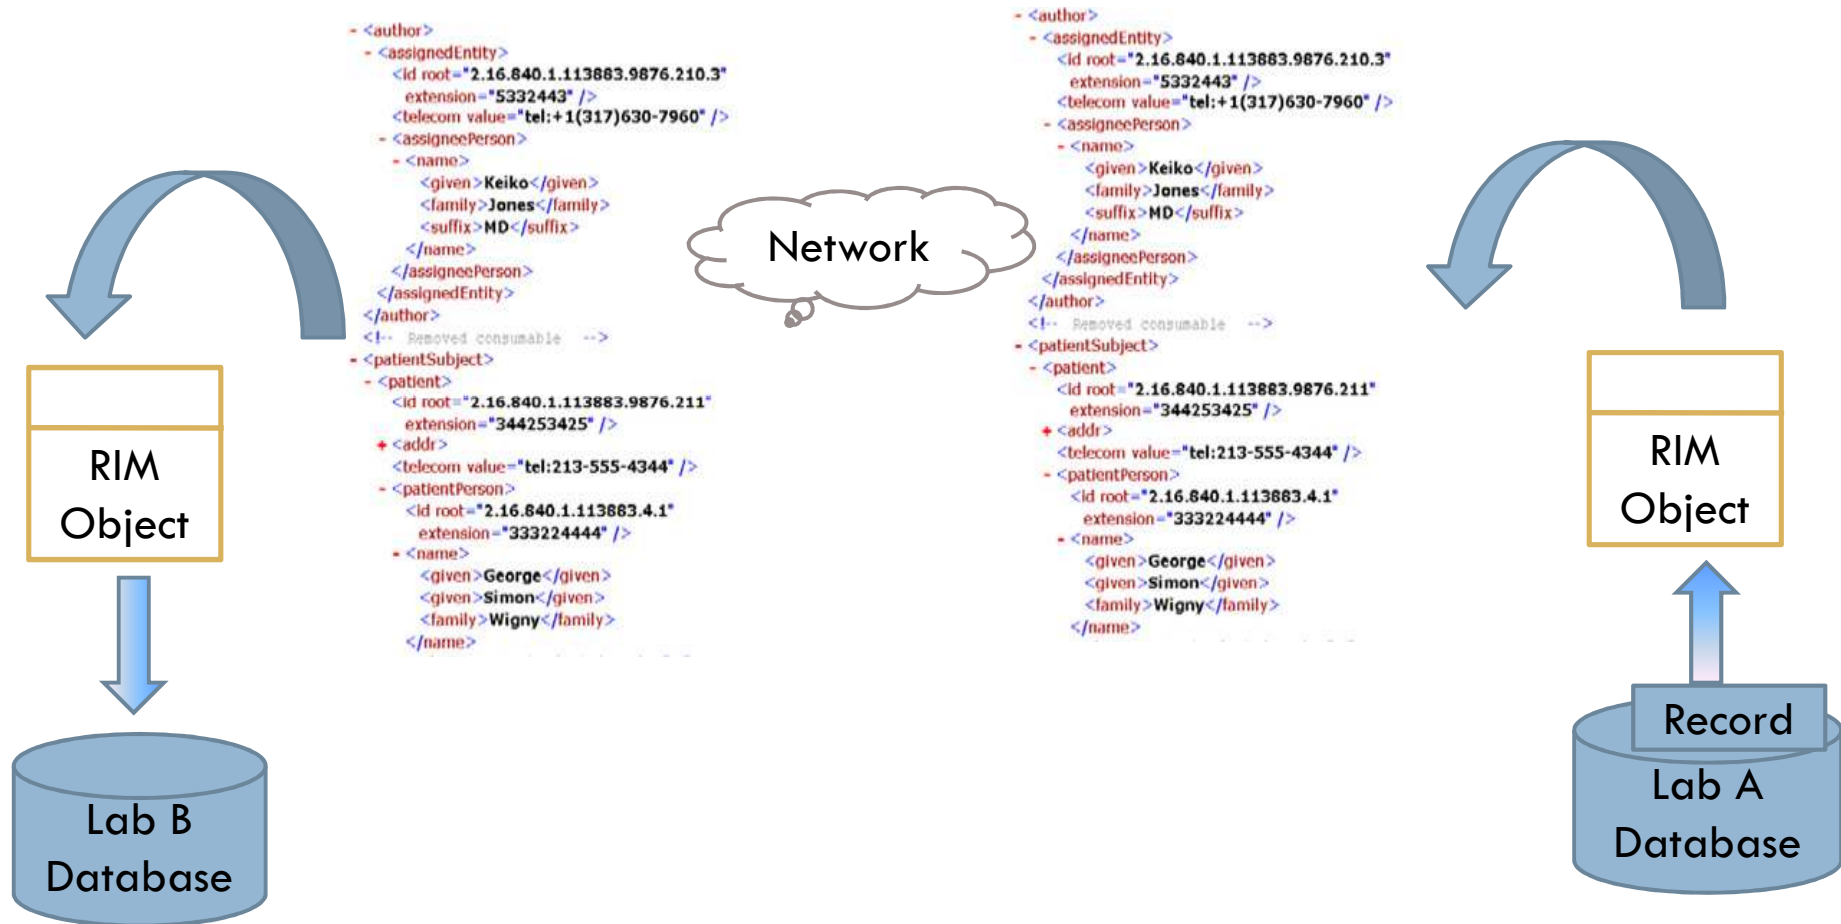 - <author>
- <assignedEntity>
<id root="2.16.840.1.113883.9876.210.3"
extension="5332443" />
<telecom value="tel:+1(317)630-7960" />
- <assigneePerson>
- <name>
<given>Keiko</given>
<family>Jones</family>
<suffix>MD</suffix>
</name>
</assigneePerson>
</assignedEntity>
</author>
<!-- Removed consumable -->
- <patientSubject>
- <patient>
<id root="2.16.840.1.113883.9876.211"
extension="344253425" />
+ <addr>
<telecom value="tel:213-555-4344" />
- <patientPerson>
<id root="2.16.840.1.113883.4.1"
extension="333224444" />
- <name>
<given>George</given>
<given>Simon</given>
<family>Wigny</family>
</name>
RIM
Object
Lab B
Database
Network
- <author>
- <assignedEntity>
<id root="2.16.840.1.113883.9876.210.3"
extension="5332443" />
<telecom value="tel:+1(317)630-7960" />
- <assigneePerson>
- <name>
<given>Keiko</given>
<family>Jones</family>
<suffix>MD</suffix>
</name>
</assigneePerson>
</assignedEntity>
</author>
<!-- Removed consumable -->
- <patientSubject>
- <patient>
<id root="2.16.840.1.113883.9876.211"
extension="344253425" />
+ <addr>
<telecom value="tel:213-555-4344" />
- <patientPerson>
<id root="2.16.840.1.113883.4.1"
extension="333224444" />
- <name>
<given>George</given>
<given>Simon</given>
<family>Wigny</family>
</name>
RIM
Object
Record
Lab A
Database